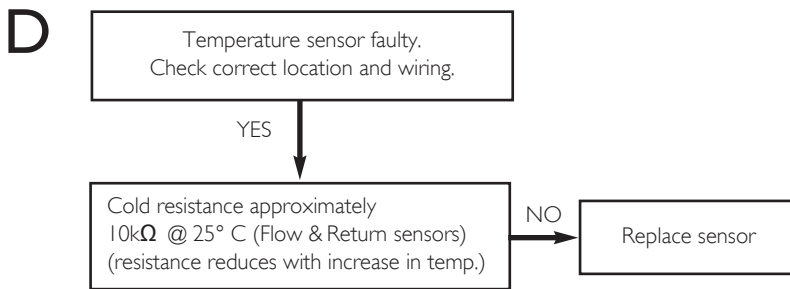 D
Temperature sensor faulty.
Check correct location and wiring.
YES
Cold resistance approximately
10kΩ @ 25° C (Flow & Return sensors)
(resistance reduces with increase in temp.)
NO
Replace sensor